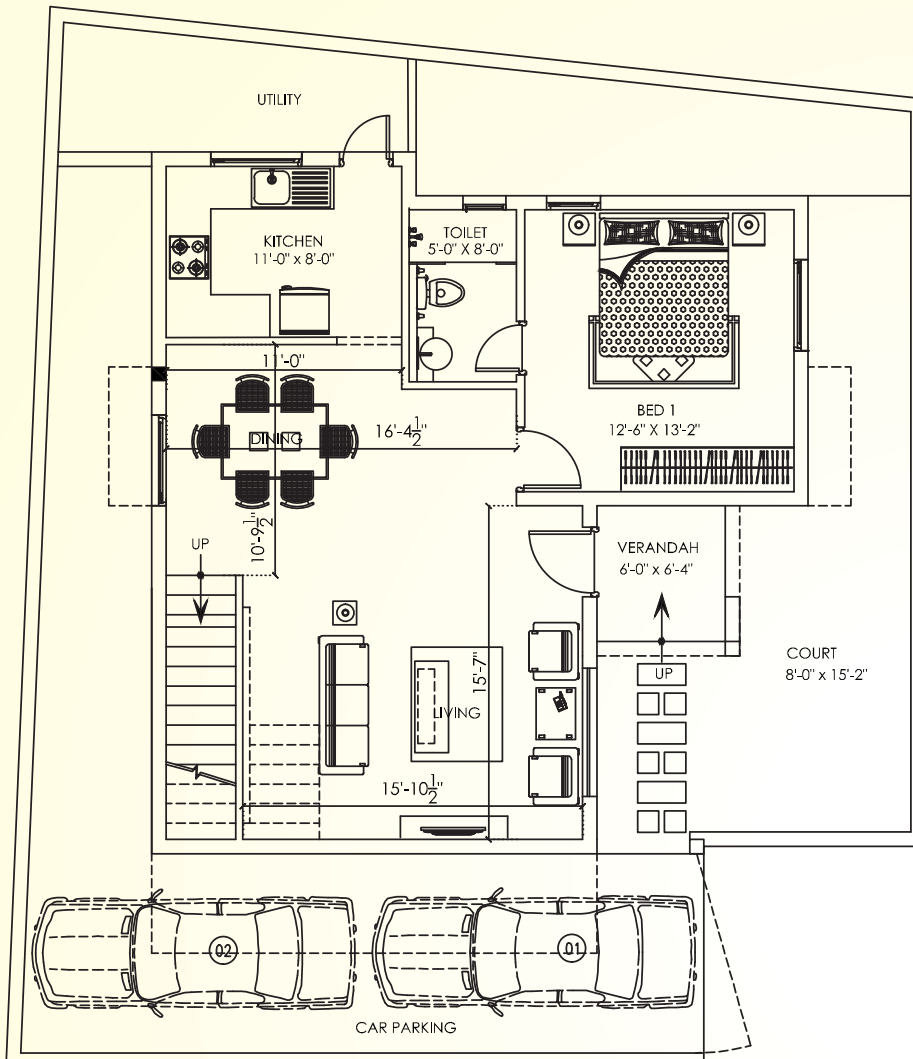 UTILITY
KITCHEN
11'-0" x 8'-0"
TOILET
5'-0" X 8'-0"
11'-0"
BED 1
12'-6" X 13'-2"
DINING
16'-4½"
10'-9½"
UP
VERANDAH
6'-0" x 6'-4"
COURT
8'-0" x 15'-2"
UP
15'-7"
LIVING
15'-10½"
02
01
CAR PARKING